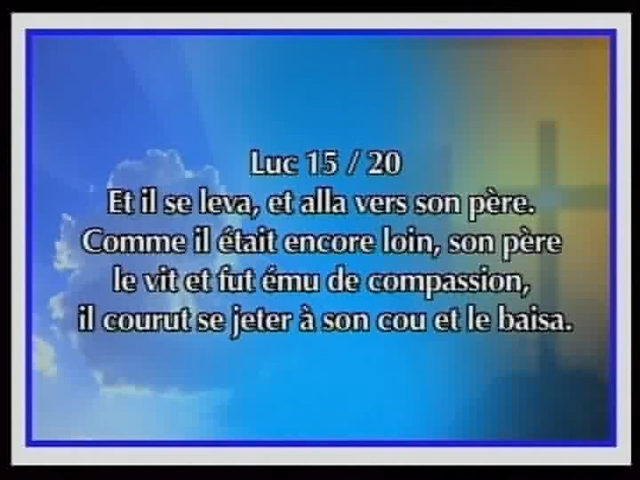 Luc 15 / 20
Et il se leva, et alla vers son père.
Comme il était encore loin, son père
le vit et fut ému de compassion,
il courut se jeter à son cou et le baisa.